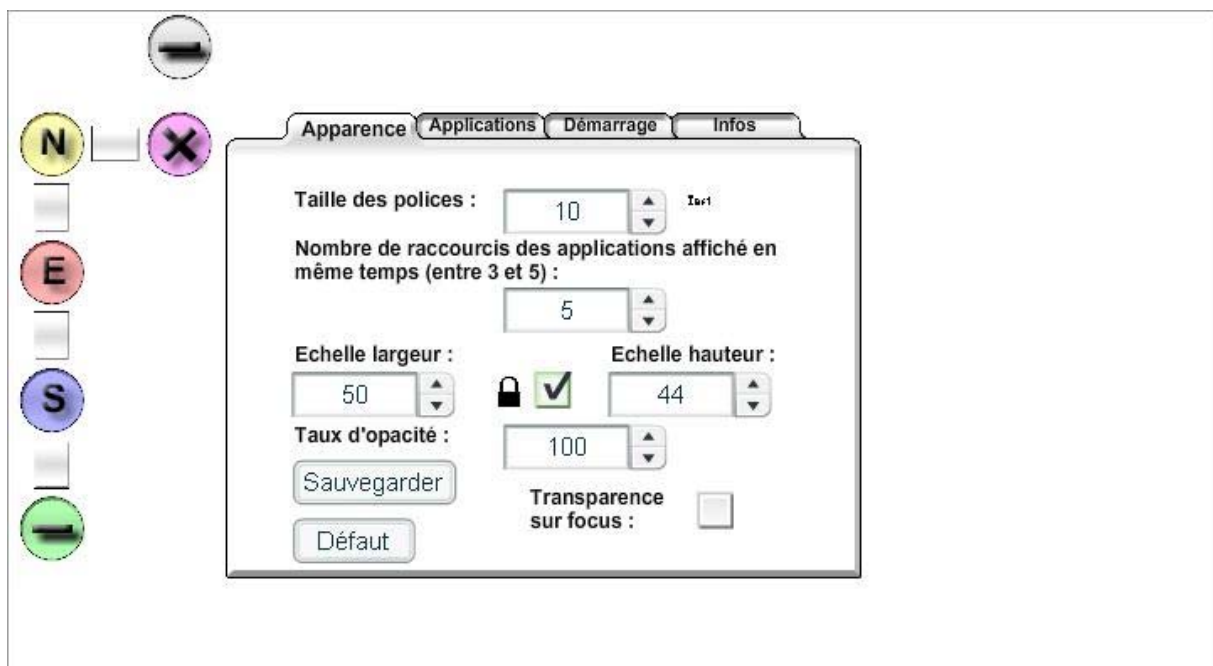 N
E
S
Apparence
Applications
Démarrage
Infos
Taille des polices :
10
Nombre de raccourcis des applications affiché en
même temps (entre 3 et 5) :
5
Echelle largeur :
Echelle hauteur :
50
44
Taux d'opacité :
100
Sauvegarder
Transparence
sur focus :
Défaut